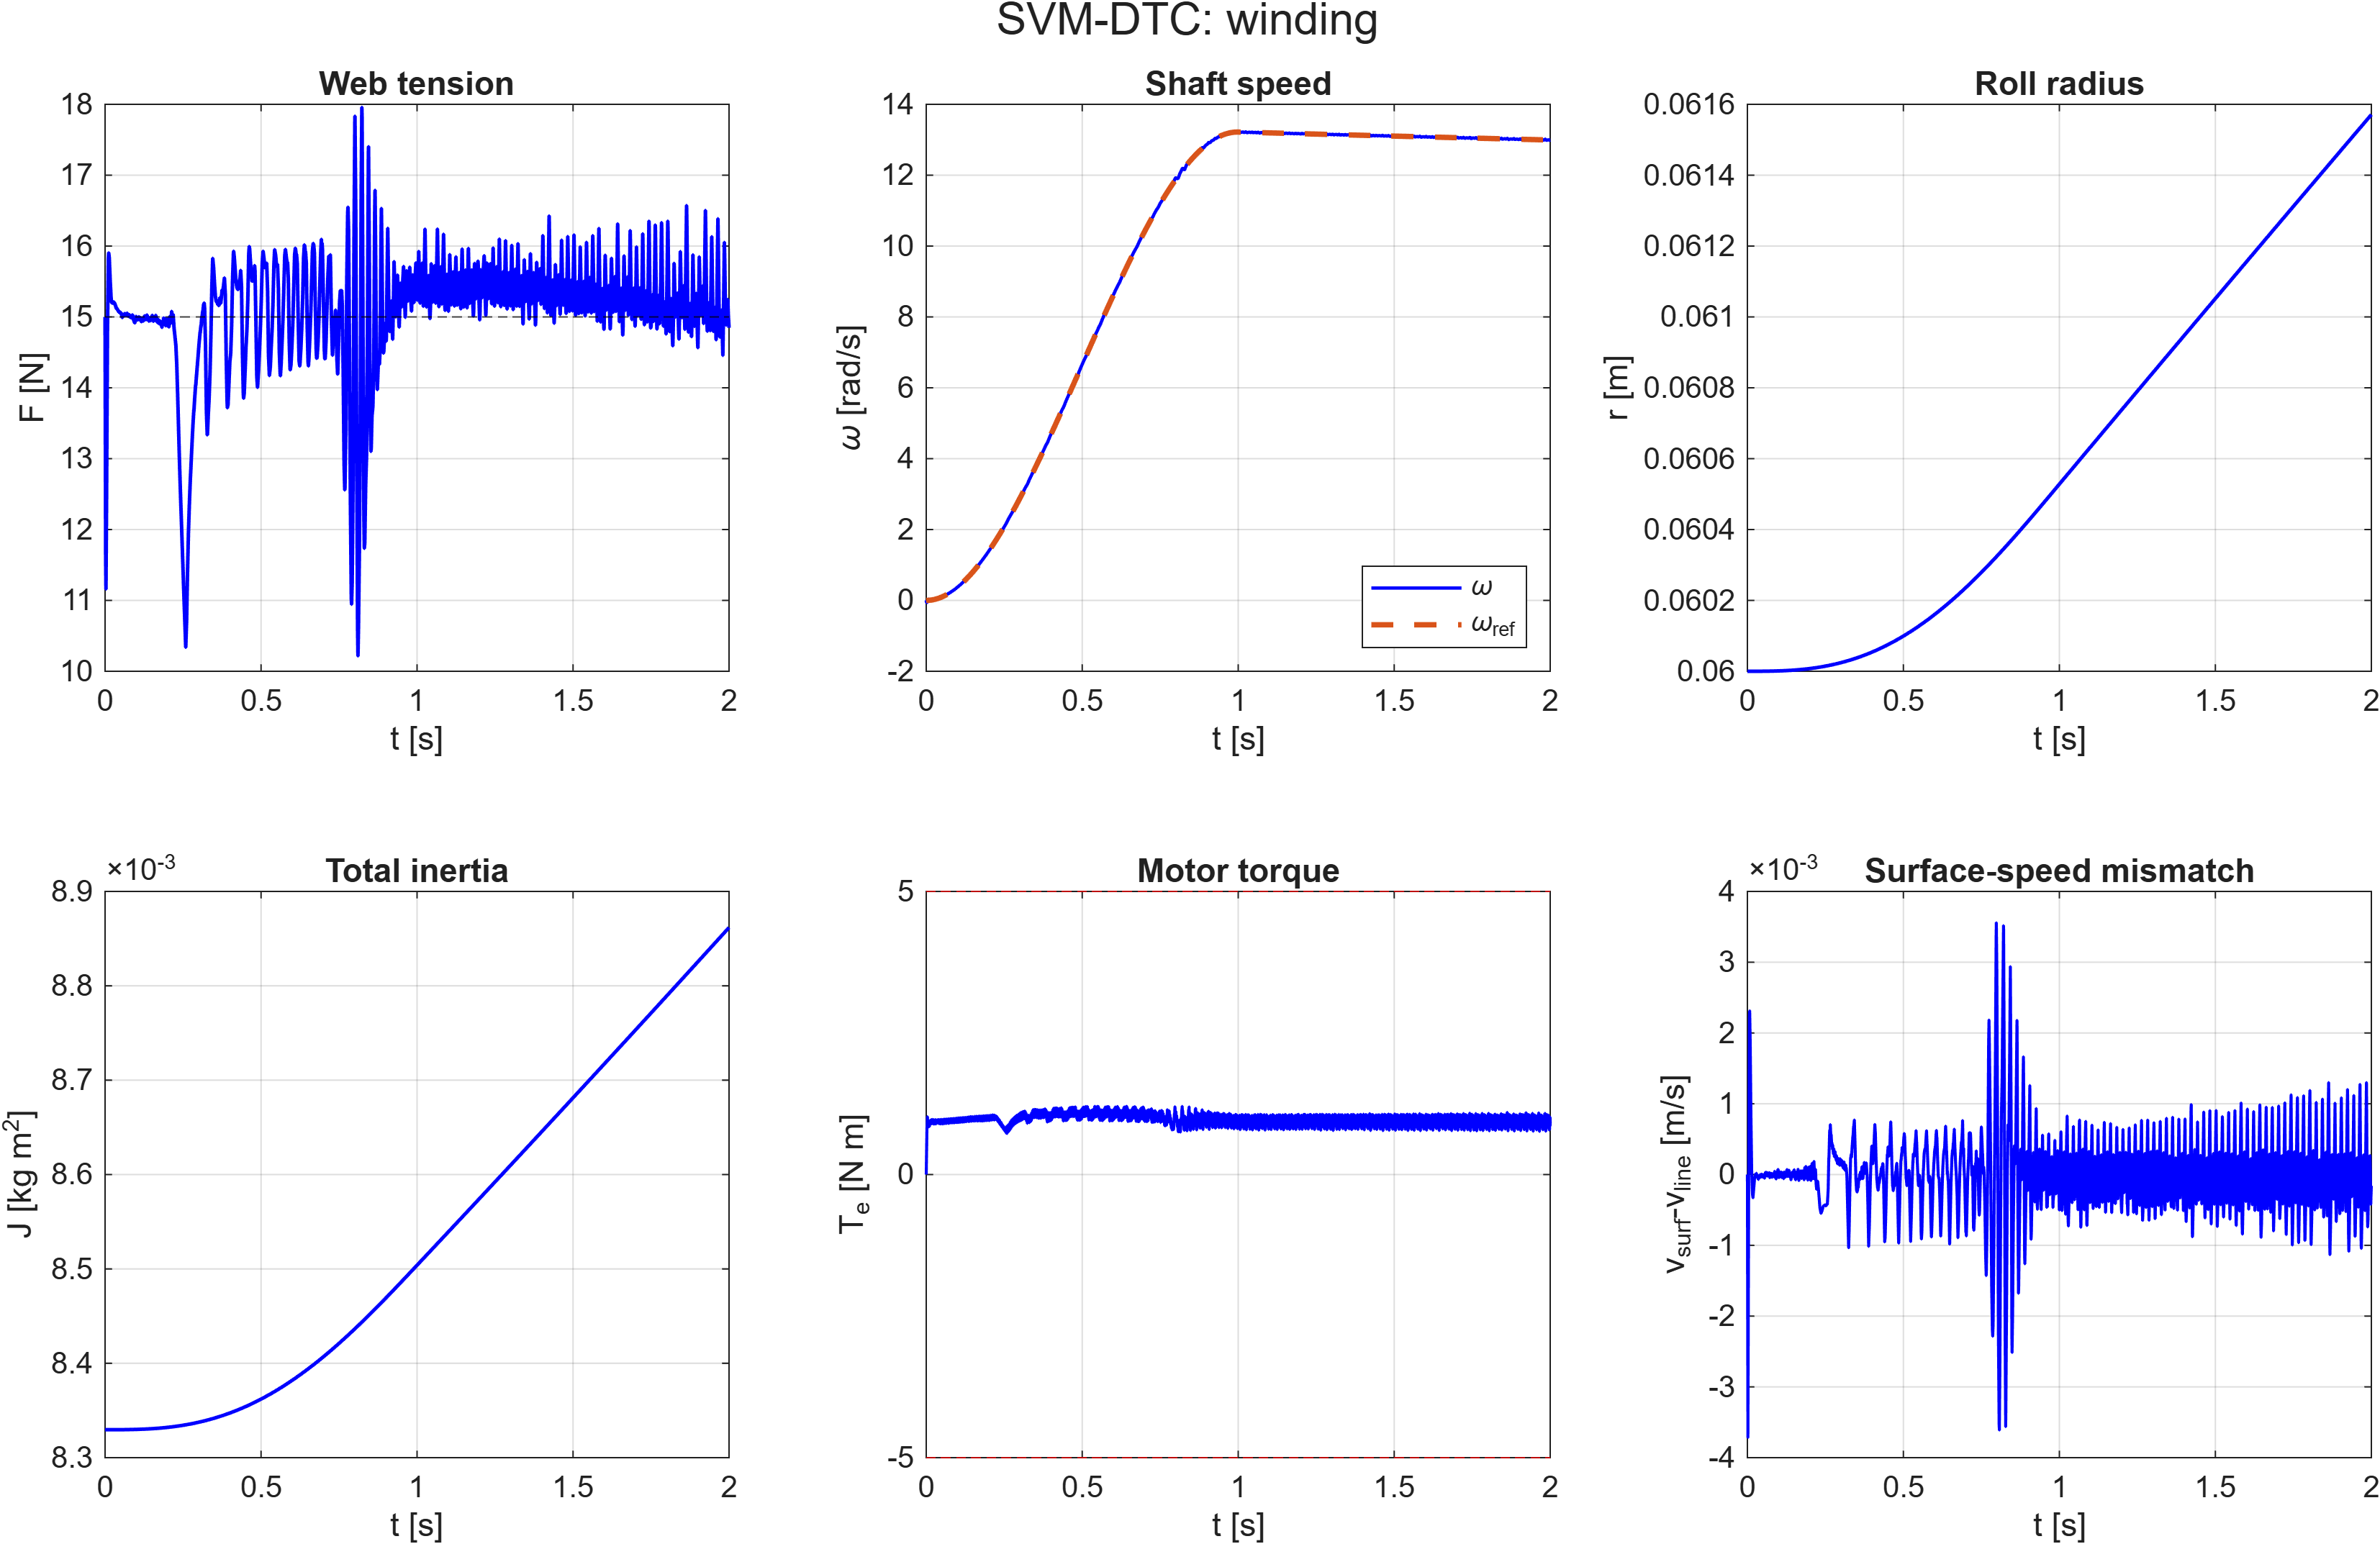 SVM-DTC: winding
Web tension
18
17
16
15
14
13
12
11
10
F [N]
0 0.5 1 1.5 2
t [s]
Shaft speed
14
12
10
8
6
4
2
0
-2
ω [rad/s]
ω
ω_ref
0 0.5 1 1.5 2
t [s]
Roll radius
0.0616
0.0614
0.0612
0.061
0.0608
0.0606
0.0604
0.0602
0.06
r [m]
0 0.5 1 1.5 2
t [s]
×10⁻³
Total inertia
8.9
8.8
8.7
8.6
8.5
8.4
8.3
J [kg m²]
0 0.5 1 1.5 2
t [s]
Motor torque
5
0
-5
T_e [N m]
0 0.5 1 1.5 2
t [s]
×10⁻³
Surface-speed mismatch
4
3
2
1
0
-1
-2
-3
-4
v_surf-v_line [m/s]
0 0.5 1 1.5 2
t [s]